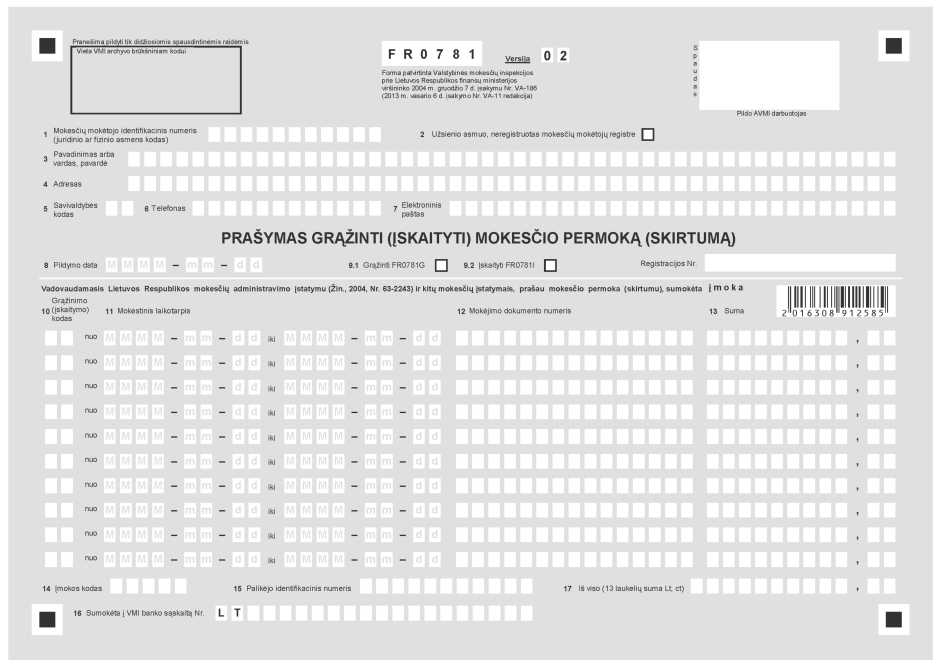 Pranešima pildyti tik didžiosiomis spausdintinėmis raidėmis
Vieta VMI archyvo brūkšniniam kodui
FR0781 Versija 02
Forma patvirtinta Valstybinės mokesčių inspekcijos
prie Lietuvos Respublikos finansų ministerijos
viršininko 2004 m. gruodžio 7 d. įsakymu Nr. VA-186
(2013 m. vasario 6 d. įsakymo Nr. VA-11 redakcija)
Spaudas
Pildo AVMI darbuotojas
1 Mokesčių mokėtojo identifikacinis numeris
(juridinio ar fizinio asmens kodas)
2 Užsienio asmuo, neregistruotas mokesčių mokėtojų registre
3 Pavadinimas arba
vardas, pavardė
4 Adresas
5 Savivaldybės
kodas
6 Telefonas
7 Elektroninis
paštas
PRAŠYMAS GRĄŽINTI (ĮSKAITYTI) MOKESČIO PERMOKĄ (SKIRTUMĄ)
8 Pildymo data MMMM – mm – dd
9.1 Grąžinti FR0781G
9.2 Įskaityti FR0781I
Registracijos Nr.
Vadovaudamasis Lietuvos Respublikos mokesčių administravimo įstatymu (Žin., 2004, Nr. 63-2243) ir kitų mokesčių įstatymais, prašau mokesčio permoka (skirtumu), sumokėta įmoka
10 Grąžinimo
(įskaitymo)
kodas
11 Mokestinis laikotarpis
12 Mokėjimo dokumento numeris
13 Suma
2016308912585
nuo MMMM – mm – dd iki MMMM – mm – dd ,
nuo MMMM – mm – dd iki MMMM – mm – dd ,
nuo MMMM – mm – dd iki MMMM – mm – dd ,
nuo MMMM – mm – dd iki MMMM – mm – dd ,
nuo MMMM – mm – dd iki MMMM – mm – dd ,
nuo MMMM – mm – dd iki MMMM – mm – dd ,
nuo MMMM – mm – dd iki MMMM – mm – dd ,
nuo MMMM – mm – dd iki MMMM – mm – dd ,
nuo MMMM – mm – dd iki MMMM – mm – dd ,
nuo MMMM – mm – dd iki MMMM – mm – dd ,
14 Įmokos kodas
15 Palikėjo identifikacinis numeris
17 Iš viso (13 laukelių suma Lt, ct) ,
16 Sumokėta į VMI banko sąskaitą Nr. LT